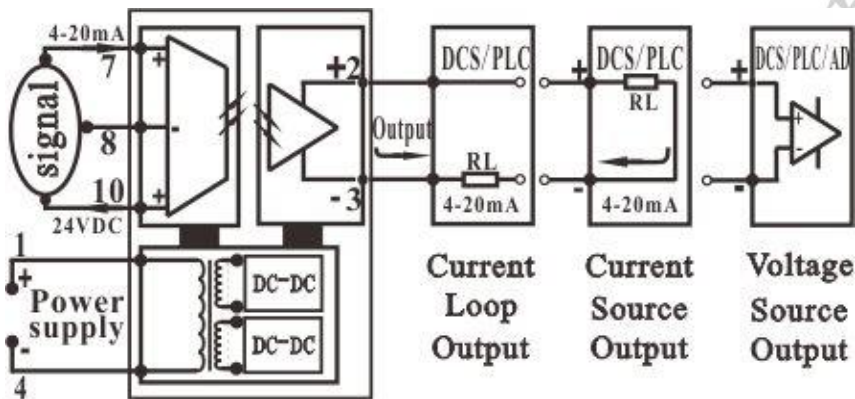 4-20mA
7
+
signal
8
-
10
+
24VDC
1
+
Power
supply
-
4
DC-DC
DC-DC
+2
-3
Output
DCS/PLC
RL
4-20mA
Current
Loop
Output
+
DCS/PLC
RL
-
4-20mA
Current
Source
Output
+
DCS/PLC/AD
+
-
-
Voltage
Source
Output